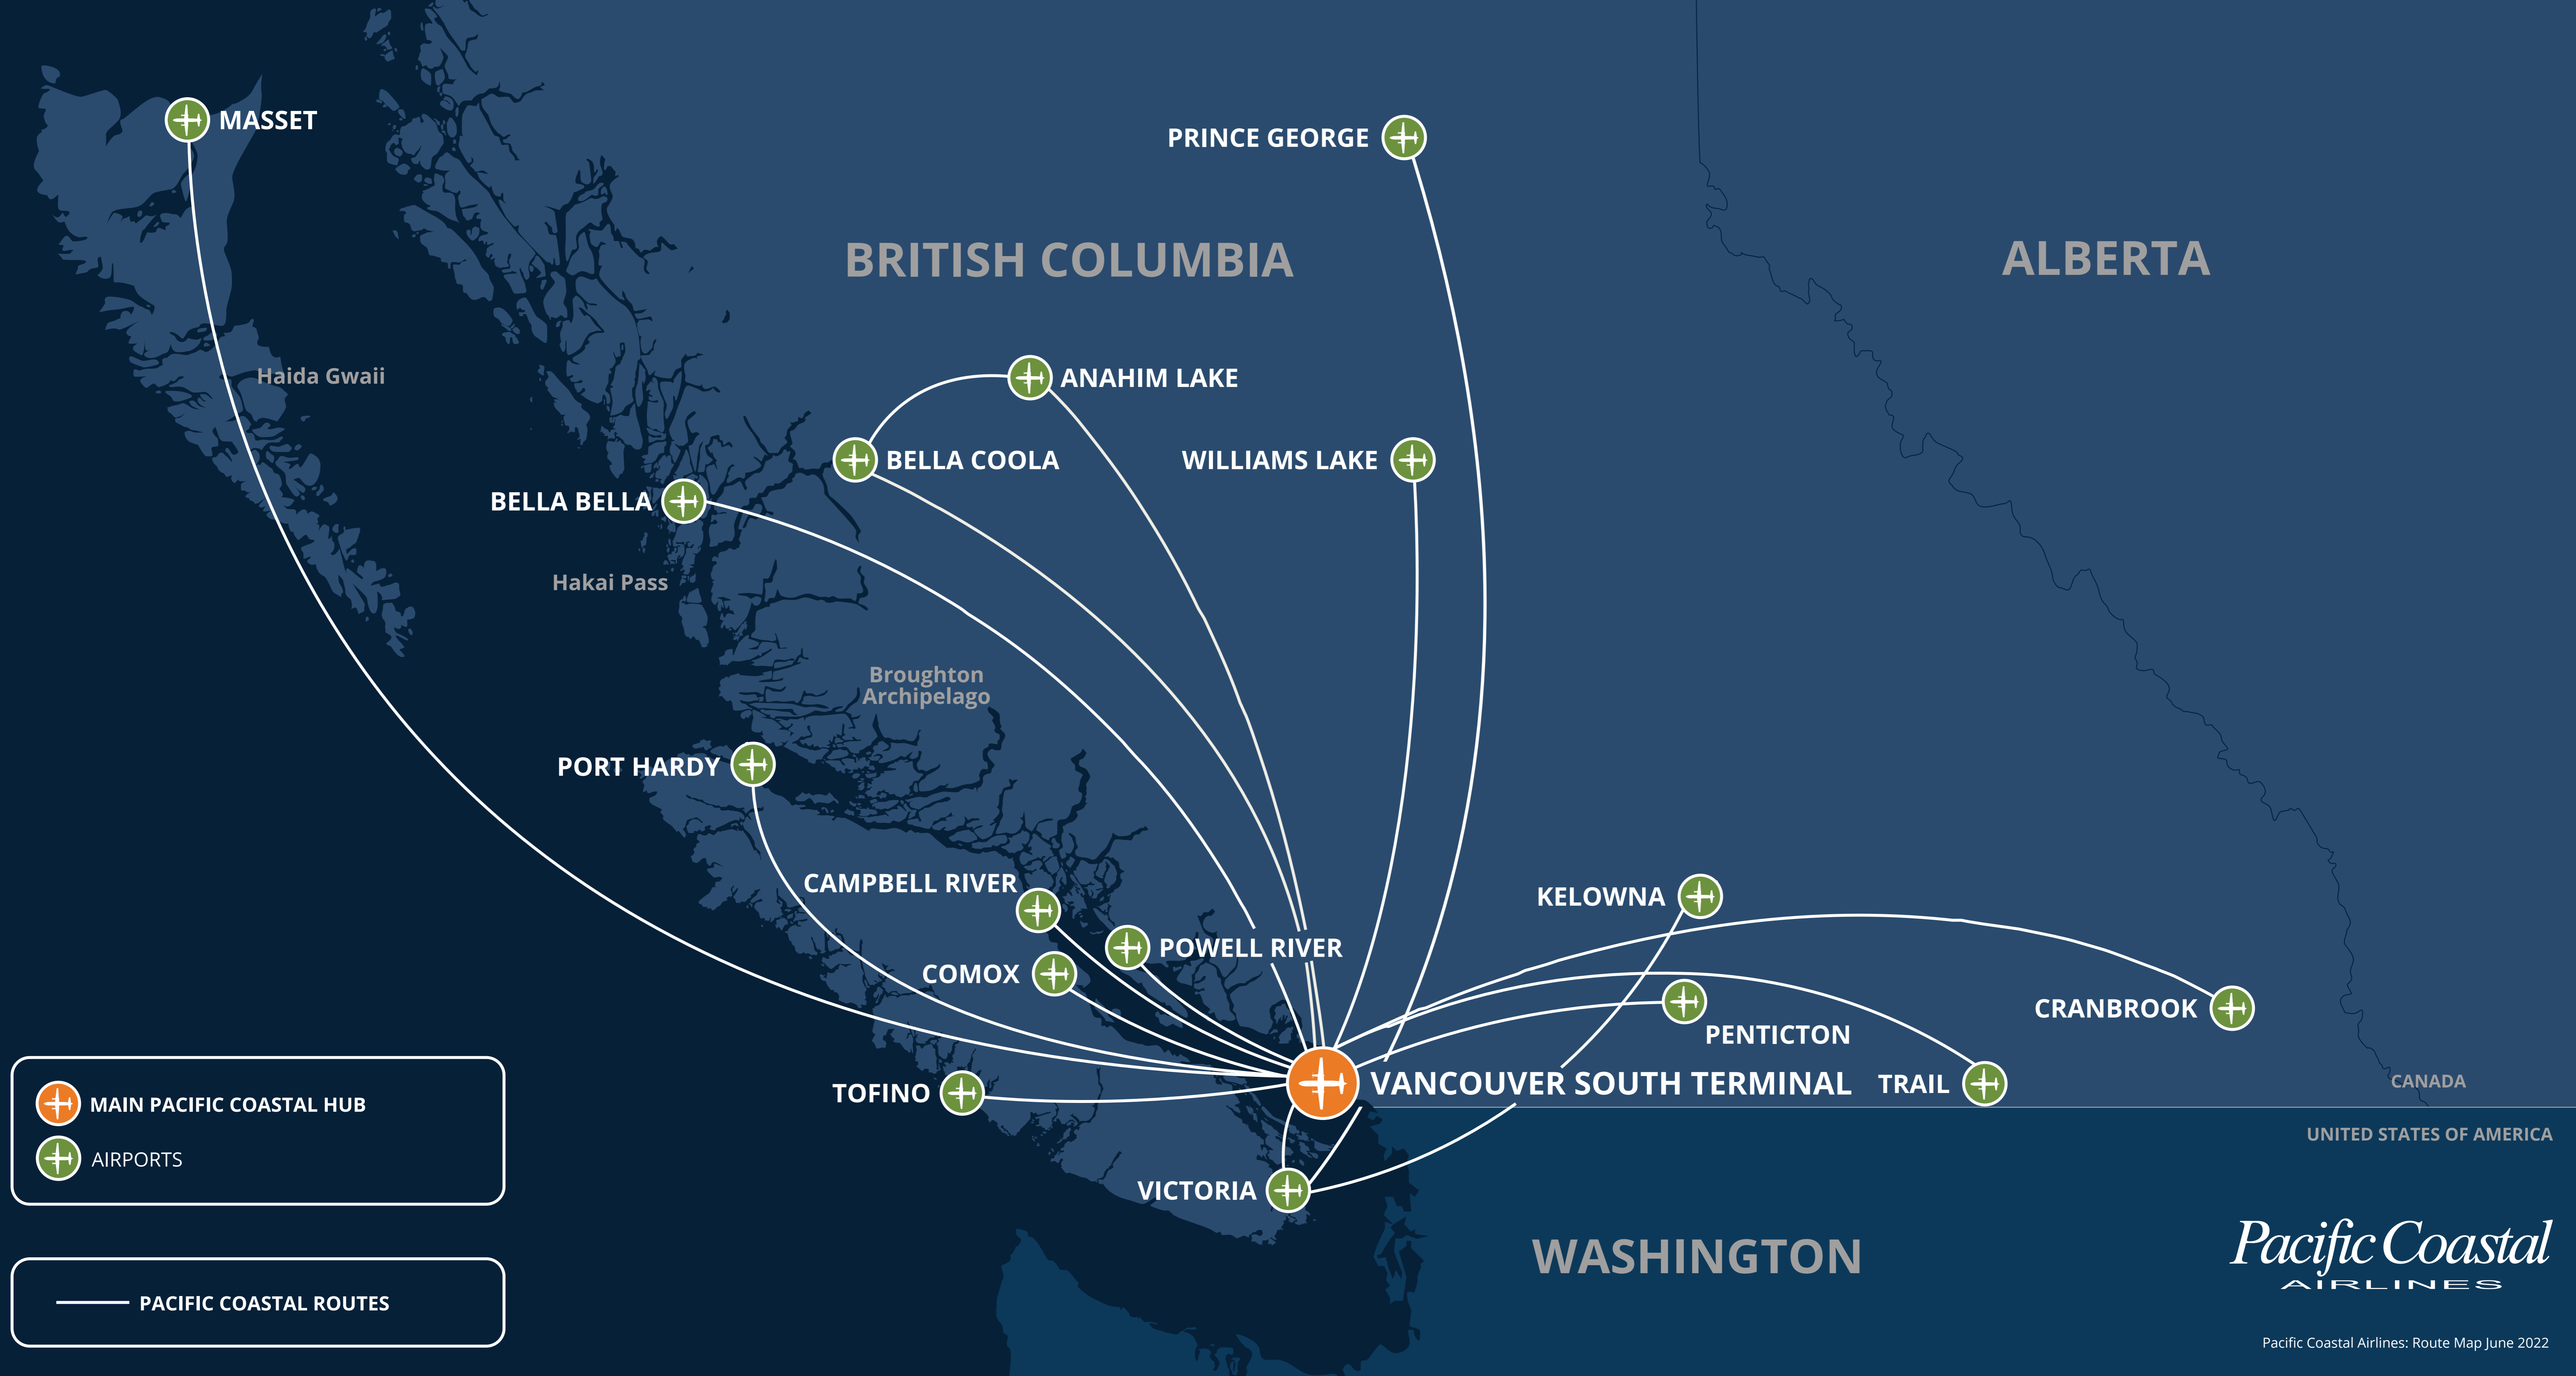 MASSET
PRINCE GEORGE
BRITISH COLUMBIA
ALBERTA
Haida Gwaii
ANAHIM LAKE
BELLA COOLA
WILLIAMS LAKE
BELLA BELLA
Hakai Pass
Broughton
Archipelago
PORT HARDY
CAMPBELL RIVER
KELOWNA
POWELL RIVER
COMOX
CRANBROOK
PENTICTON
VANCOUVER SOUTH TERMINAL
TRAIL
CANADA
TOFINO
MAIN PACIFIC COASTAL HUB
AIRPORTS
UNITED STATES OF AMERICA
VICTORIA
WASHINGTON
Pacific Coastal
AIRLINES
PACIFIC COASTAL ROUTES
Pacific Coastal Airlines: Route Map June 2022